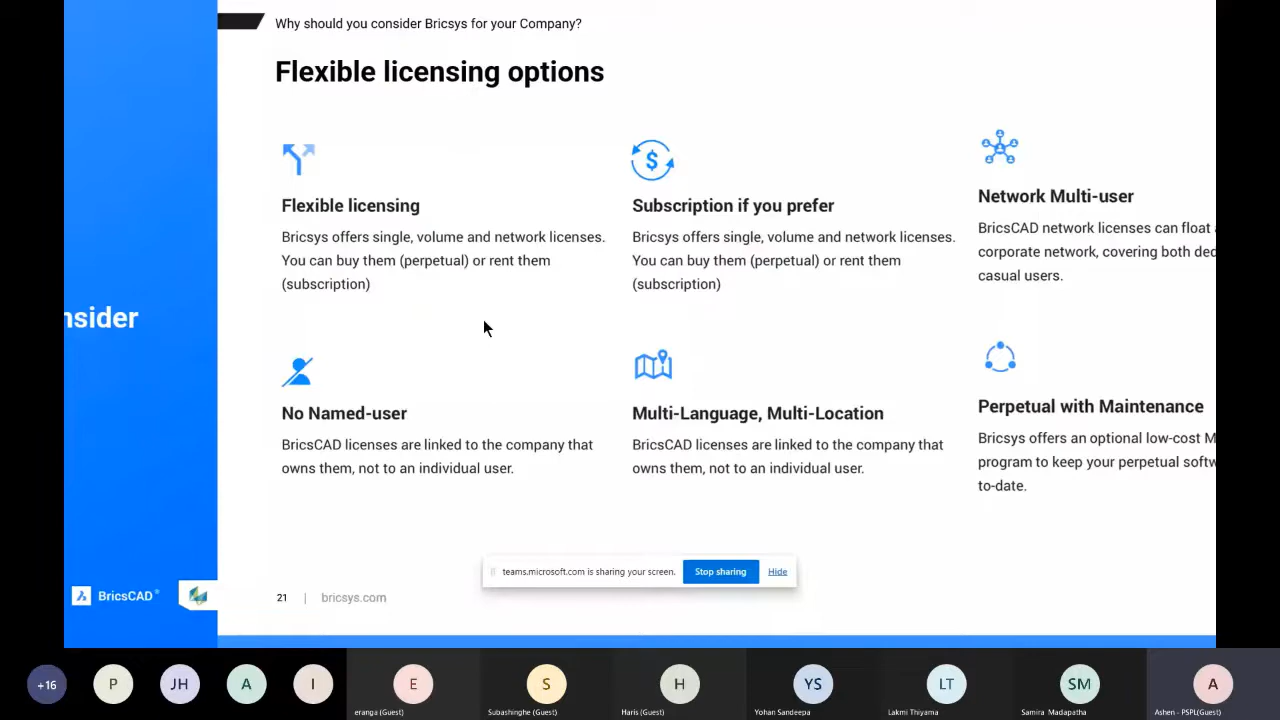 Why should you consider Bricsys for your Company?
Flexible licensing options
Flexible licensing
Bricsys offers single, volume and network licenses.
You can buy them (perpetual) or rent them
(subscription)
Subscription if you prefer
Bricsys offers single, volume and network licenses.
You can buy them (perpetual) or rent them
(subscription)
Network Multi-user
BricsCAD network licenses can float
corporate network, covering both
casual users.
nsider
No Named-user
BricsCAD licenses are linked to the company that
owns them, not to an individual user.
Multi-Language, Multi-Location
BricsCAD licenses are linked to the company that
owns them, not to an individual user.
Perpetual with Maintenance
Bricsys offers an optional low-cost M
program to keep your perpetual
to-date.
teams.microsoft.com is sharing your screen.
Stop sharing
Hide
BricsCAD®
21 | bricsys.com
+16
P
JH
A
I
E
S
H
YS
LT
SM
A
eranga (Guest)
Subashinghe (Guest)
Haris (Guest)
Yohan Sandeepa
Lakmi Thiyama
Samira Madapatha
Ashen - PSPL(Guest)